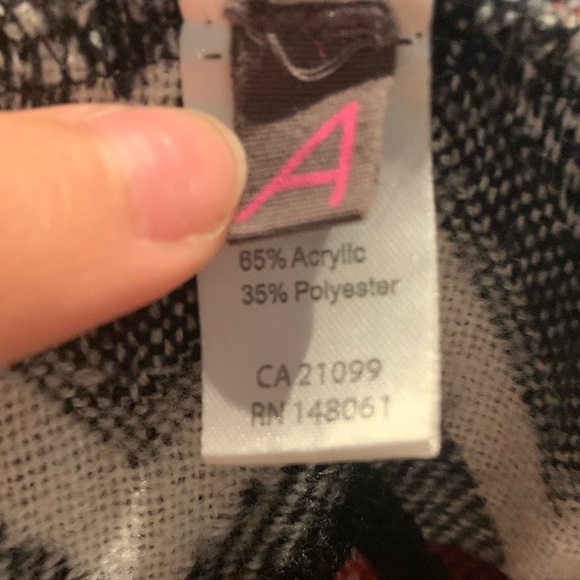 A
65% Acrylic
35% Polyester
CA 21099
RN 148061